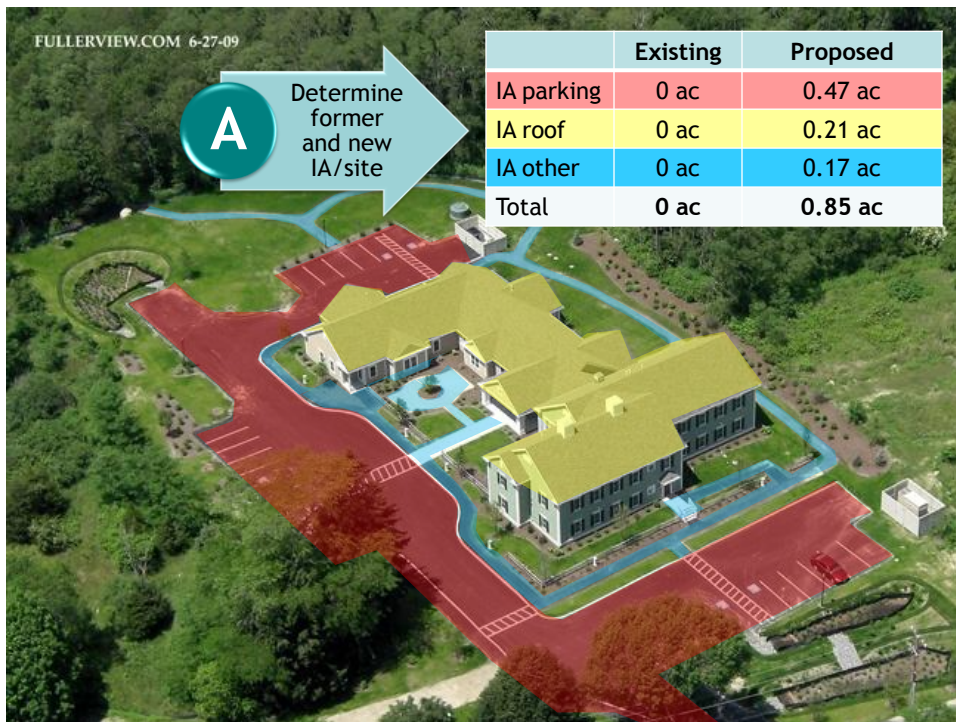 FULLERVIEW.COM 6-27-09
A
Determine
former
and new
IA/site
Existing Proposed
IA parking 0 ac 0.47 ac
IA roof 0 ac 0.21 ac
IA other 0 ac 0.17 ac
Total 0 ac 0.85 ac